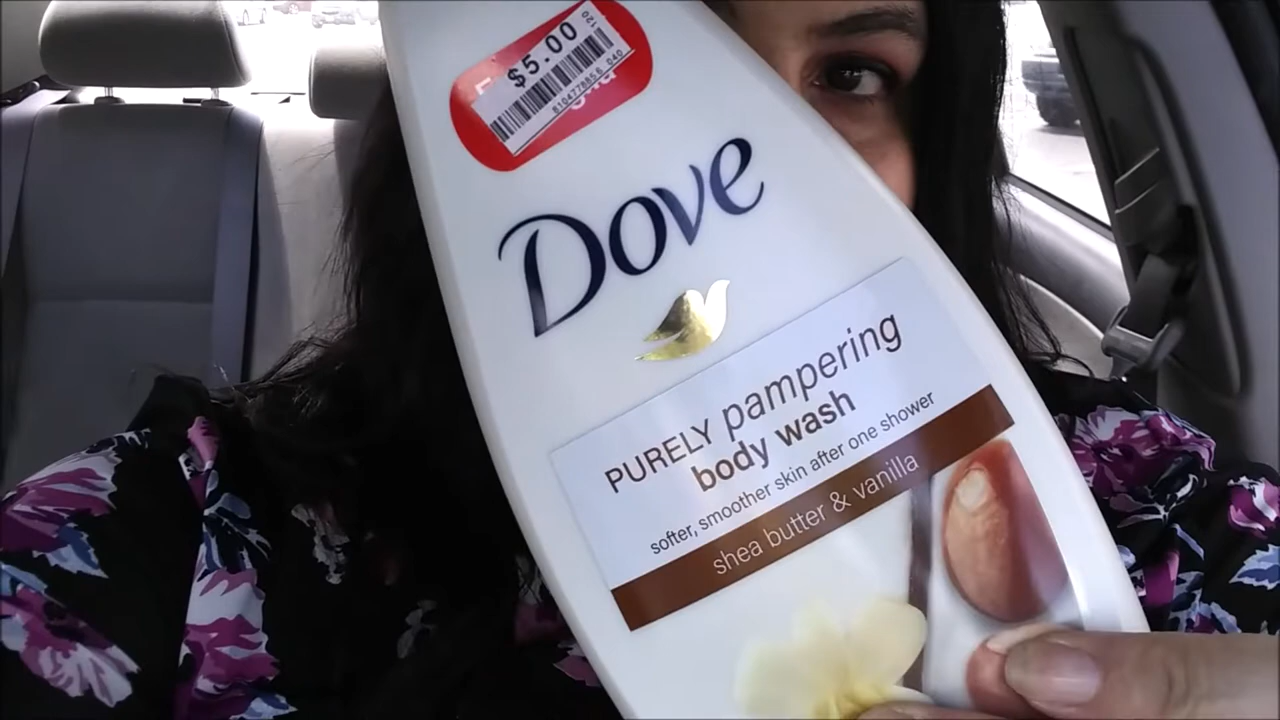 $5.00
Dove
PURELY pampering
body wash
softer, smoother skin after one shower
shea butter & vanilla